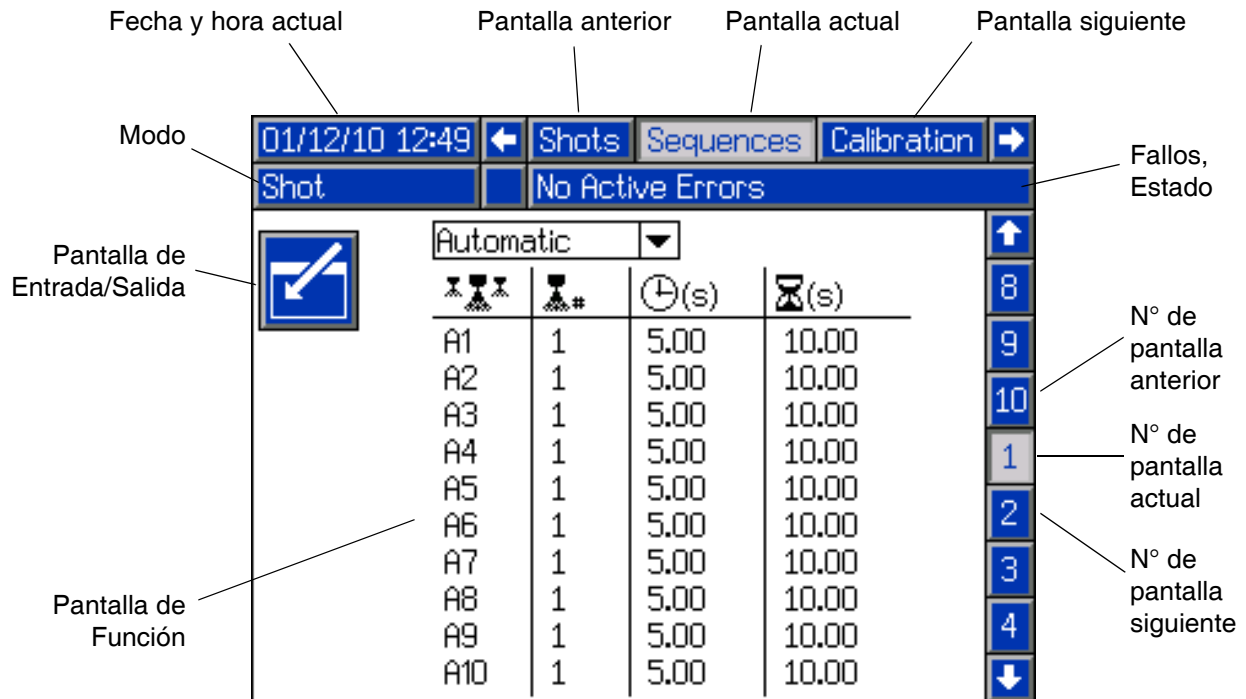 Fecha y hora actual
Pantalla anterior
Pantalla actual
Pantalla siguiente
Modo
01/12/10 12:49
Shots
Sequences
Calibration
Shot
No Active Errors
Fallos,
Estado
Pantalla de
Entrada/Salida
Automatic
# (s) (s)
A1 1 5.00 10.00
A2 1 5.00 10.00
A3 1 5.00 10.00
A4 1 5.00 10.00
A5 1 5.00 10.00
A6 1 5.00 10.00
A7 1 5.00 10.00
A8 1 5.00 10.00
A9 1 5.00 10.00
A10 1 5.00 10.00
Pantalla de
Función
8
9
10
1
2
3
4
N° de
pantalla
anterior
N° de
pantalla
actual
N° de
pantalla
siguiente